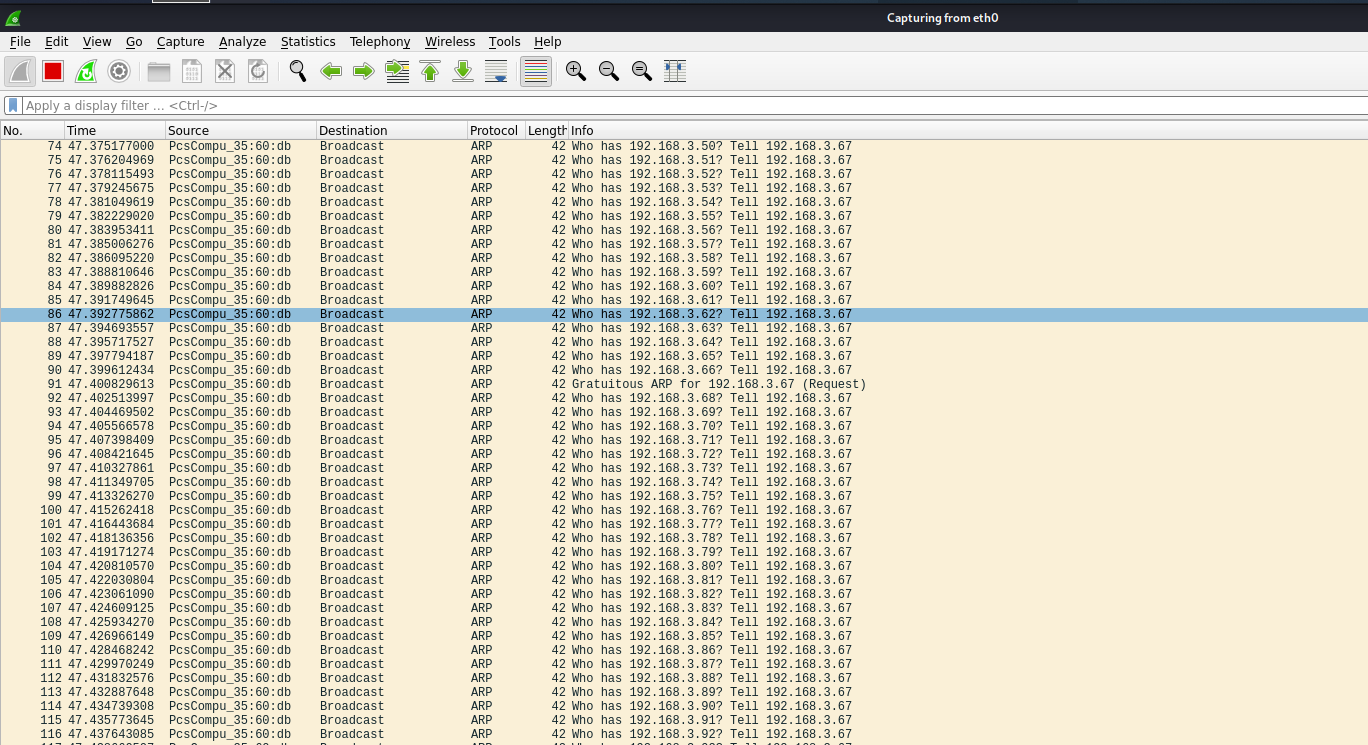 Capturing from eth0
File Edit View Go Capture Analyze Statistics Telephony Wireless Tools Help
Apply a display filter ... <Ctrl-/>
No. Time Source Destination Protocol Length Info
74 47.375177000 PcsCompu_35:60:db Broadcast ARP 42 Who has 192.168.3.50? Tell 192.168.3.67
75 47.376204969 PcsCompu_35:60:db Broadcast ARP 42 Who has 192.168.3.51? Tell 192.168.3.67
76 47.378115493 PcsCompu_35:60:db Broadcast ARP 42 Who has 192.168.3.52? Tell 192.168.3.67
77 47.379245675 PcsCompu_35:60:db Broadcast ARP 42 Who has 192.168.3.53? Tell 192.168.3.67
78 47.381049619 PcsCompu_35:60:db Broadcast ARP 42 Who has 192.168.3.54? Tell 192.168.3.67
79 47.382229020 PcsCompu_35:60:db Broadcast ARP 42 Who has 192.168.3.55? Tell 192.168.3.67
80 47.383953411 PcsCompu_35:60:db Broadcast ARP 42 Who has 192.168.3.56? Tell 192.168.3.67
81 47.385006276 PcsCompu_35:60:db Broadcast ARP 42 Who has 192.168.3.57? Tell 192.168.3.67
82 47.386095220 PcsCompu_35:60:db Broadcast ARP 42 Who has 192.168.3.58? Tell 192.168.3.67
83 47.388810646 PcsCompu_35:60:db Broadcast ARP 42 Who has 192.168.3.59? Tell 192.168.3.67
84 47.389882826 PcsCompu_35:60:db Broadcast ARP 42 Who has 192.168.3.60? Tell 192.168.3.67
85 47.391749645 PcsCompu_35:60:db Broadcast ARP 42 Who has 192.168.3.61? Tell 192.168.3.67
86 47.392775862 PcsCompu_35:60:db Broadcast ARP 42 Who has 192.168.3.62? Tell 192.168.3.67
87 47.394693557 PcsCompu_35:60:db Broadcast ARP 42 Who has 192.168.3.63? Tell 192.168.3.67
88 47.395717527 PcsCompu_35:60:db Broadcast ARP 42 Who has 192.168.3.64? Tell 192.168.3.67
89 47.397794187 PcsCompu_35:60:db Broadcast ARP 42 Who has 192.168.3.65? Tell 192.168.3.67
90 47.399612434 PcsCompu_35:60:db Broadcast ARP 42 Who has 192.168.3.66? Tell 192.168.3.67
91 47.400829613 PcsCompu_35:60:db Broadcast ARP 42 Gratuitous ARP for 192.168.3.67 (Request)
92 47.402513997 PcsCompu_35:60:db Broadcast ARP 42 Who has 192.168.3.68? Tell 192.168.3.67
93 47.404469502 PcsCompu_35:60:db Broadcast ARP 42 Who has 192.168.3.69? Tell 192.168.3.67
94 47.405566578 PcsCompu_35:60:db Broadcast ARP 42 Who has 192.168.3.70? Tell 192.168.3.67
95 47.407398409 PcsCompu_35:60:db Broadcast ARP 42 Who has 192.168.3.71? Tell 192.168.3.67
96 47.408421645 PcsCompu_35:60:db Broadcast ARP 42 Who has 192.168.3.72? Tell 192.168.3.67
97 47.410327861 PcsCompu_35:60:db Broadcast ARP 42 Who has 192.168.3.73? Tell 192.168.3.67
98 47.411349705 PcsCompu_35:60:db Broadcast ARP 42 Who has 192.168.3.74? Tell 192.168.3.67
99 47.413326270 PcsCompu_35:60:db Broadcast ARP 42 Who has 192.168.3.75? Tell 192.168.3.67
100 47.415262418 PcsCompu_35:60:db Broadcast ARP 42 Who has 192.168.3.76? Tell 192.168.3.67
101 47.416443684 PcsCompu_35:60:db Broadcast ARP 42 Who has 192.168.3.77? Tell 192.168.3.67
102 47.418136356 PcsCompu_35:60:db Broadcast ARP 42 Who has 192.168.3.78? Tell 192.168.3.67
103 47.419171274 PcsCompu_35:60:db Broadcast ARP 42 Who has 192.168.3.79? Tell 192.168.3.67
104 47.420810570 PcsCompu_35:60:db Broadcast ARP 42 Who has 192.168.3.80? Tell 192.168.3.67
105 47.422030804 PcsCompu_35:60:db Broadcast ARP 42 Who has 192.168.3.81? Tell 192.168.3.67
106 47.423061090 PcsCompu_35:60:db Broadcast ARP 42 Who has 192.168.3.82? Tell 192.168.3.67
107 47.424609125 PcsCompu_35:60:db Broadcast ARP 42 Who has 192.168.3.83? Tell 192.168.3.67
108 47.425934270 PcsCompu_35:60:db Broadcast ARP 42 Who has 192.168.3.84? Tell 192.168.3.67
109 47.426966149 PcsCompu_35:60:db Broadcast ARP 42 Who has 192.168.3.85? Tell 192.168.3.67
110 47.428468242 PcsCompu_35:60:db Broadcast ARP 42 Who has 192.168.3.86? Tell 192.168.3.67
111 47.429970249 PcsCompu_35:60:db Broadcast ARP 42 Who has 192.168.3.87? Tell 192.168.3.67
112 47.431832576 PcsCompu_35:60:db Broadcast ARP 42 Who has 192.168.3.88? Tell 192.168.3.67
113 47.432887648 PcsCompu_35:60:db Broadcast ARP 42 Who has 192.168.3.89? Tell 192.168.3.67
114 47.434739308 PcsCompu_35:60:db Broadcast ARP 42 Who has 192.168.3.90? Tell 192.168.3.67
115 47.435773645 PcsCompu_35:60:db Broadcast ARP 42 Who has 192.168.3.91? Tell 192.168.3.67
116 47.437643085 PcsCompu_35:60:db Broadcast ARP 42 Who has 192.168.3.92? Tell 192.168.3.67